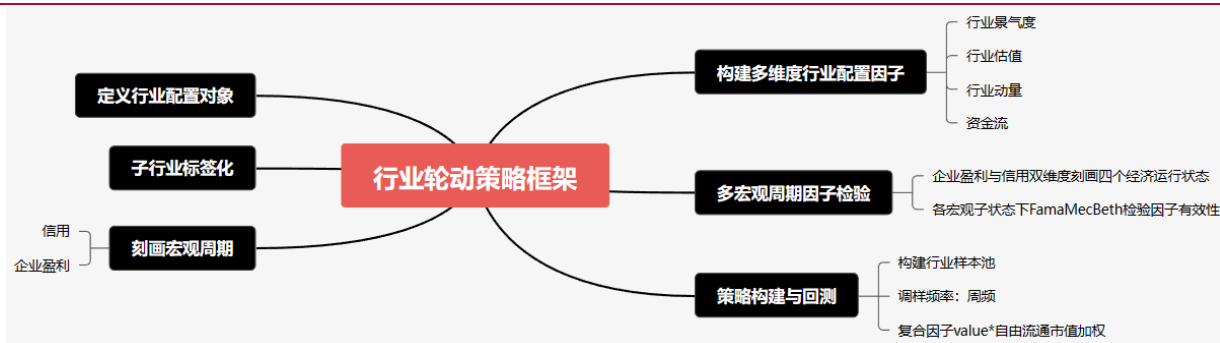 行业轮动策略框架
定义行业配置对象
子行业标签化
刻画宏观周期
信用
企业盈利
构建多维度行业配置因子
行业景气度
行业估值
行业动量
资金流
多宏观周期因子检验
企业盈利与信用双维度刻画四个经济运行状态
各宏观子状态下FamaMecBeth检验因子有效性
策略构建与回测
构建行业样本池
调样频率：周频
复合因子value*自由流通市值加权